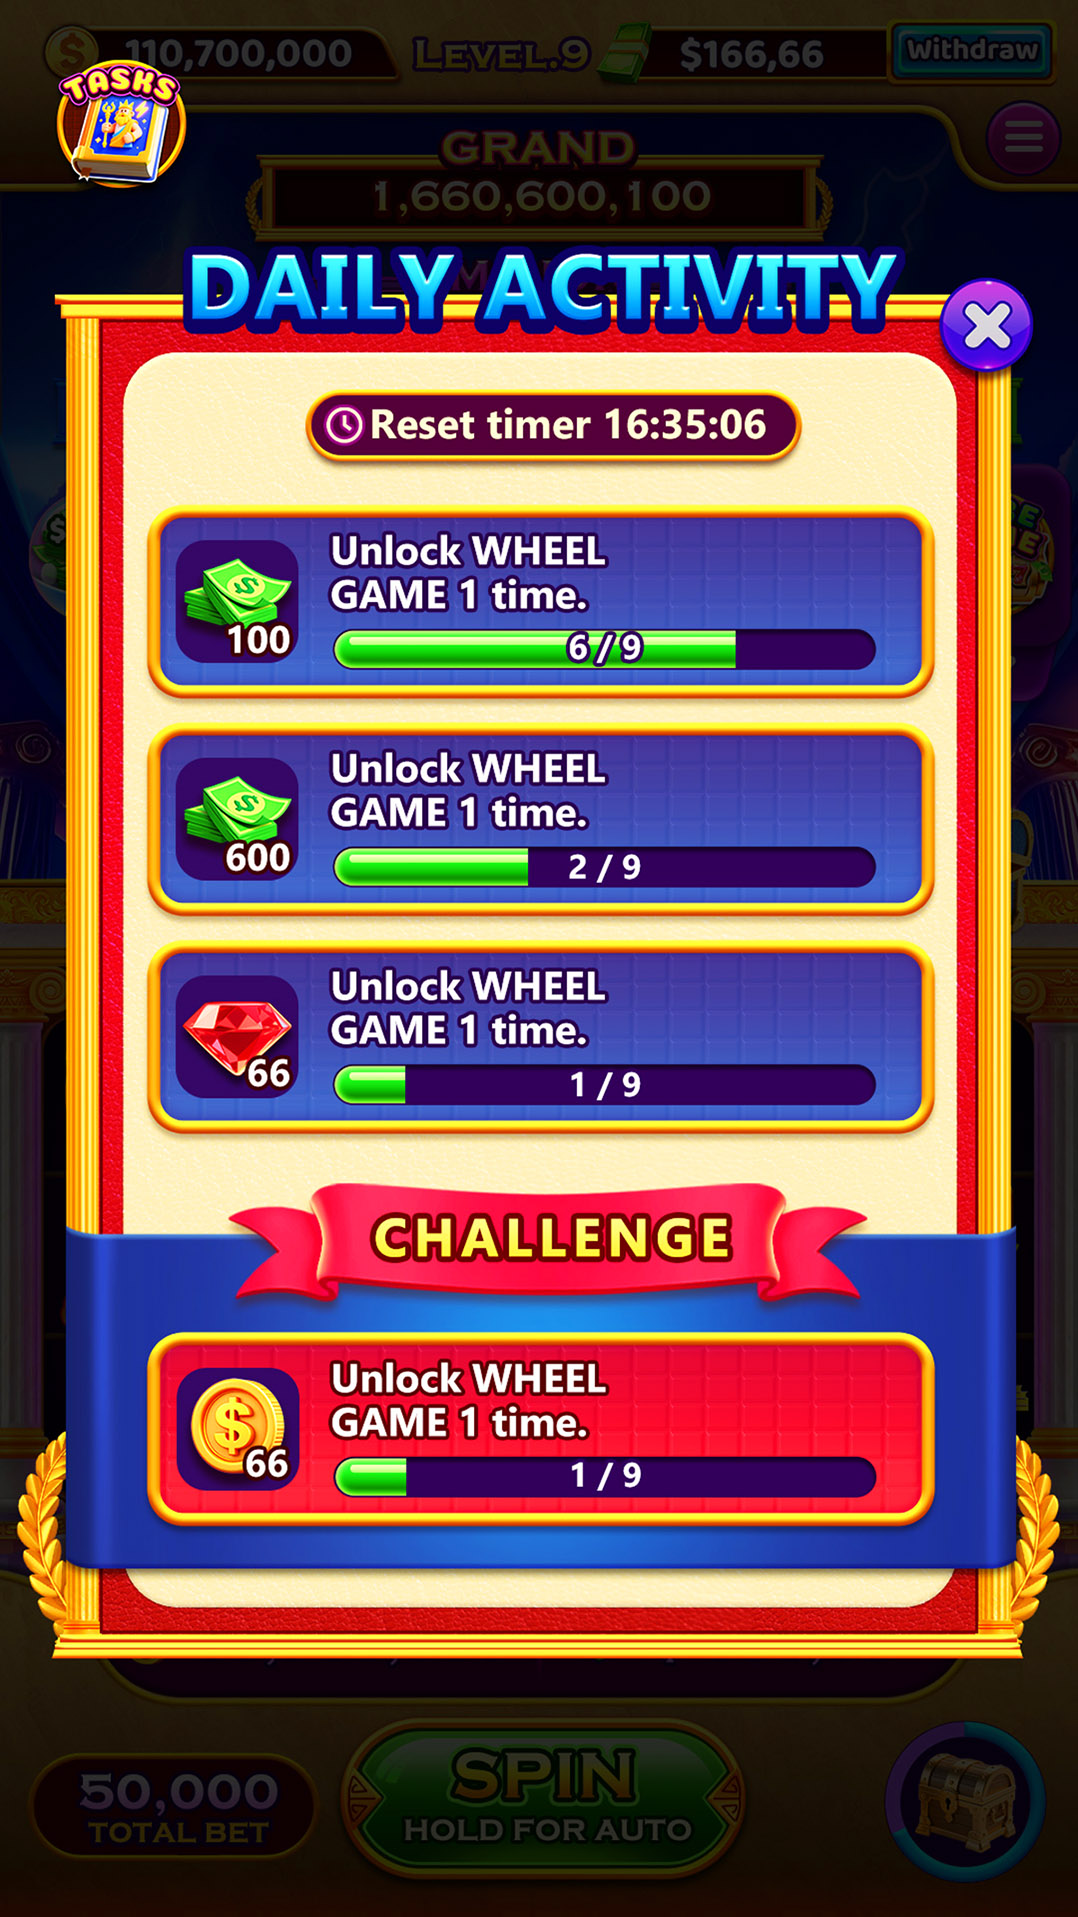 110,700,000
LEVEL.9
$166,66
Withdraw
TASKS
GRAND
1,660,600,100
DAILY ACTIVITY
Reset timer 16:35:06
Unlock WHEEL
GAME 1 time.
100
6/9
Unlock WHEEL
GAME 1 time.
600
2/9
Unlock WHEEL
GAME 1 time.
66
1/9
CHALLENGE
Unlock WHEEL
GAME 1 time.
66
1/9
50,000
TOTAL BET
SPIN
HOLD FOR AUTO